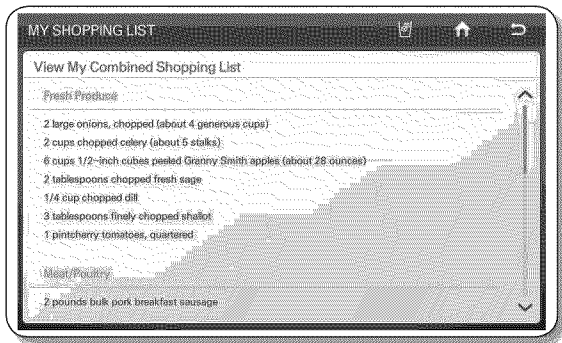 MY SHOPPING LIST
View My Combined Shopping List
Fresh Produce
2 large onions, chopped (about 4 generous cups)
2 cups chopped celery (about 5 stalks)
6 cups 1/2-inch cubes peeled Granny Smith apples (about 28 ounces)
2 tablespoons chopped fresh sage
1/4 cup chopped dill
3 tablespoons finely chopped shallot
1 pintcherry tomatoes, quartered
Meat/Poultry
2 pounds bulk pork breakfast sausage